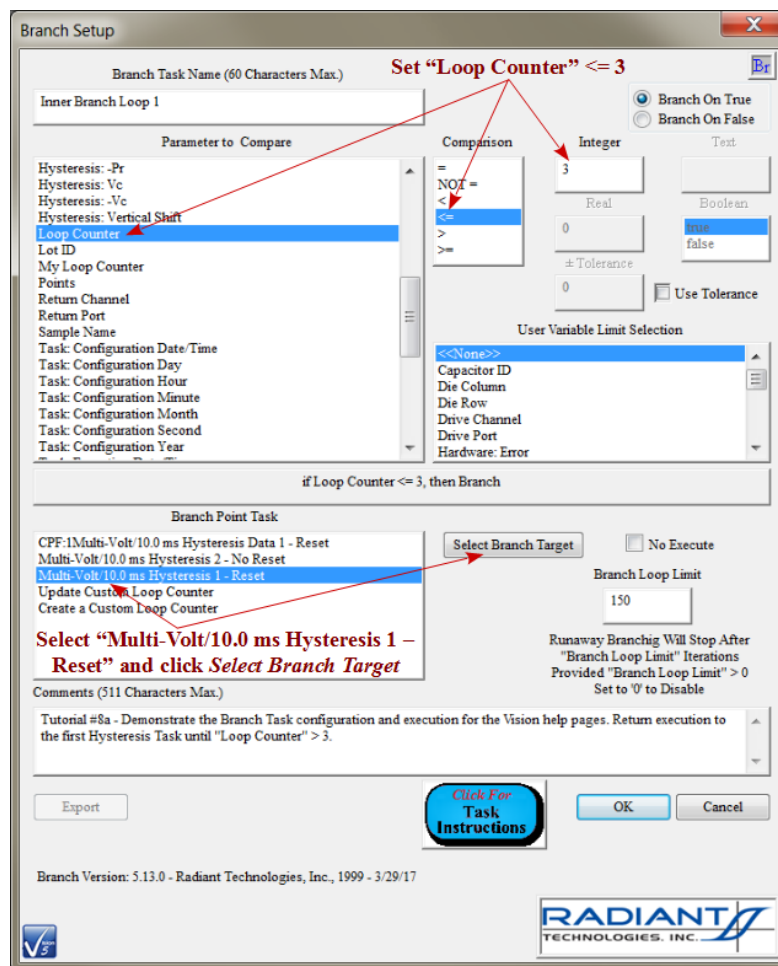 Branch Setup
Branch Task Name (60 Characters Max.)
Set “Loop Counter” <= 3
Br
Inner Branch Loop 1
Branch On True
Branch On False
Parameter to Compare
Comparison
Integer
Text
Hysteresis: -Pr
Hysteresis: Vc
Hysteresis: -Vc
Hysteresis: Vertical Shift
Loop Counter
Lot ID
My Loop Counter
Points
Return Channel
Return Port
Sample Name
Task: Configuration Date/Time
Task: Configuration Day
Task: Configuration Hour
Task: Configuration Minute
Task: Configuration Month
Task: Configuration Second
Task: Configuration Year
=
NOT =
<
<=
>
>=
3
Real
0
± Tolerance
0
Boolean
true
false
Use Tolerance
User Variable Limit Selection
<<None>>
Capacitor ID
Die Column
Die Row
Drive Channel
Drive Port
Hardware: Error
if Loop Counter <= 3, then Branch
Branch Point Task
CPF:1Multi-Volt/10.0 ms Hysteresis Data 1 - Reset
Multi-Volt/10.0 ms Hysteresis 2 - No Reset
Multi-Volt/10.0 ms Hysteresis 1 - Reset
Update Custom Loop Counter
Create a Custom Loop Counter
Select “Multi-Volt/10.0 ms Hysteresis 1 –
Reset” and click Select Branch Target
Select Branch Target
No Execute
Branch Loop Limit
150
Runaway Branchig Will Stop After
"Branch Loop Limit" Iterations
Provided "Branch Loop Limit" > 0
Set to '0' to Disable
Comments (511 Characters Max.)
Tutorial #8a - Demonstrate the Branch Task configuration and execution for the Vision help pages. Return execution to
the first Hysteresis Task until "Loop Counter" > 3.
Export
Click For
Task
Instructions
OK
Cancel
Branch Version: 5.13.0 - Radiant Technologies, Inc., 1999 - 3/29/17
RADIANT
TECHNOLOGIES, INC.